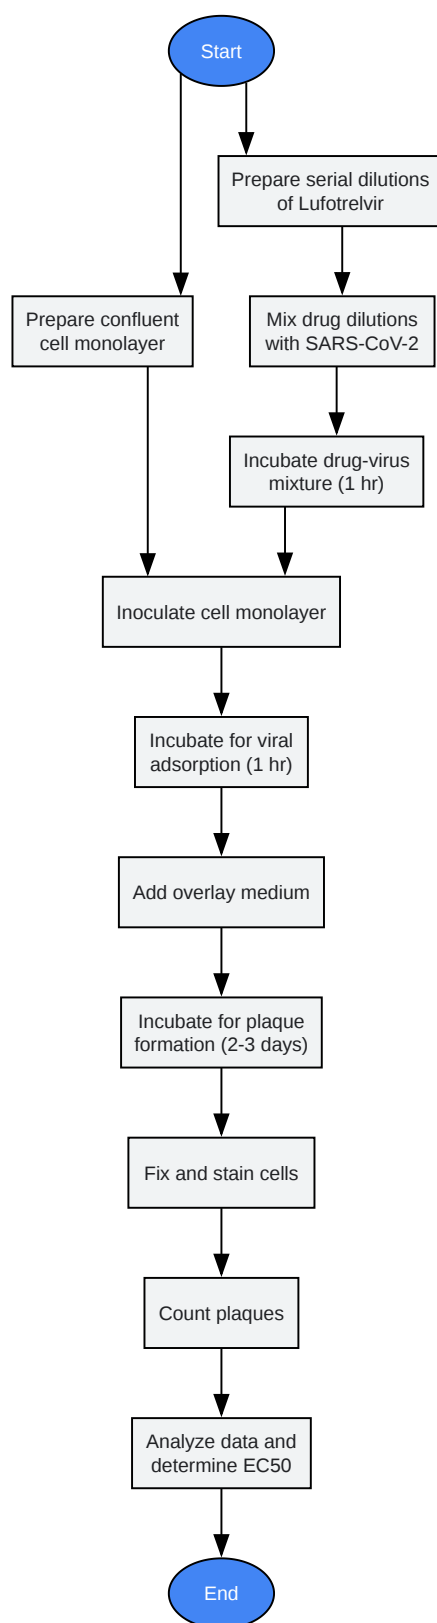 Start
Prepare serial dilutions
of Lufotrelvir
Prepare confluent
cell monolayer
Mix drug dilutions
with SARS-CoV-2
Incubate drug-virus
mixture (1 hr)
Inoculate cell monolayer
Incubate for viral
adsorption (1 hr)
Add overlay medium
Incubate for plaque
formation (2-3 days)
Fix and stain cells
Count plaques
Analyze data and
determine EC50
End